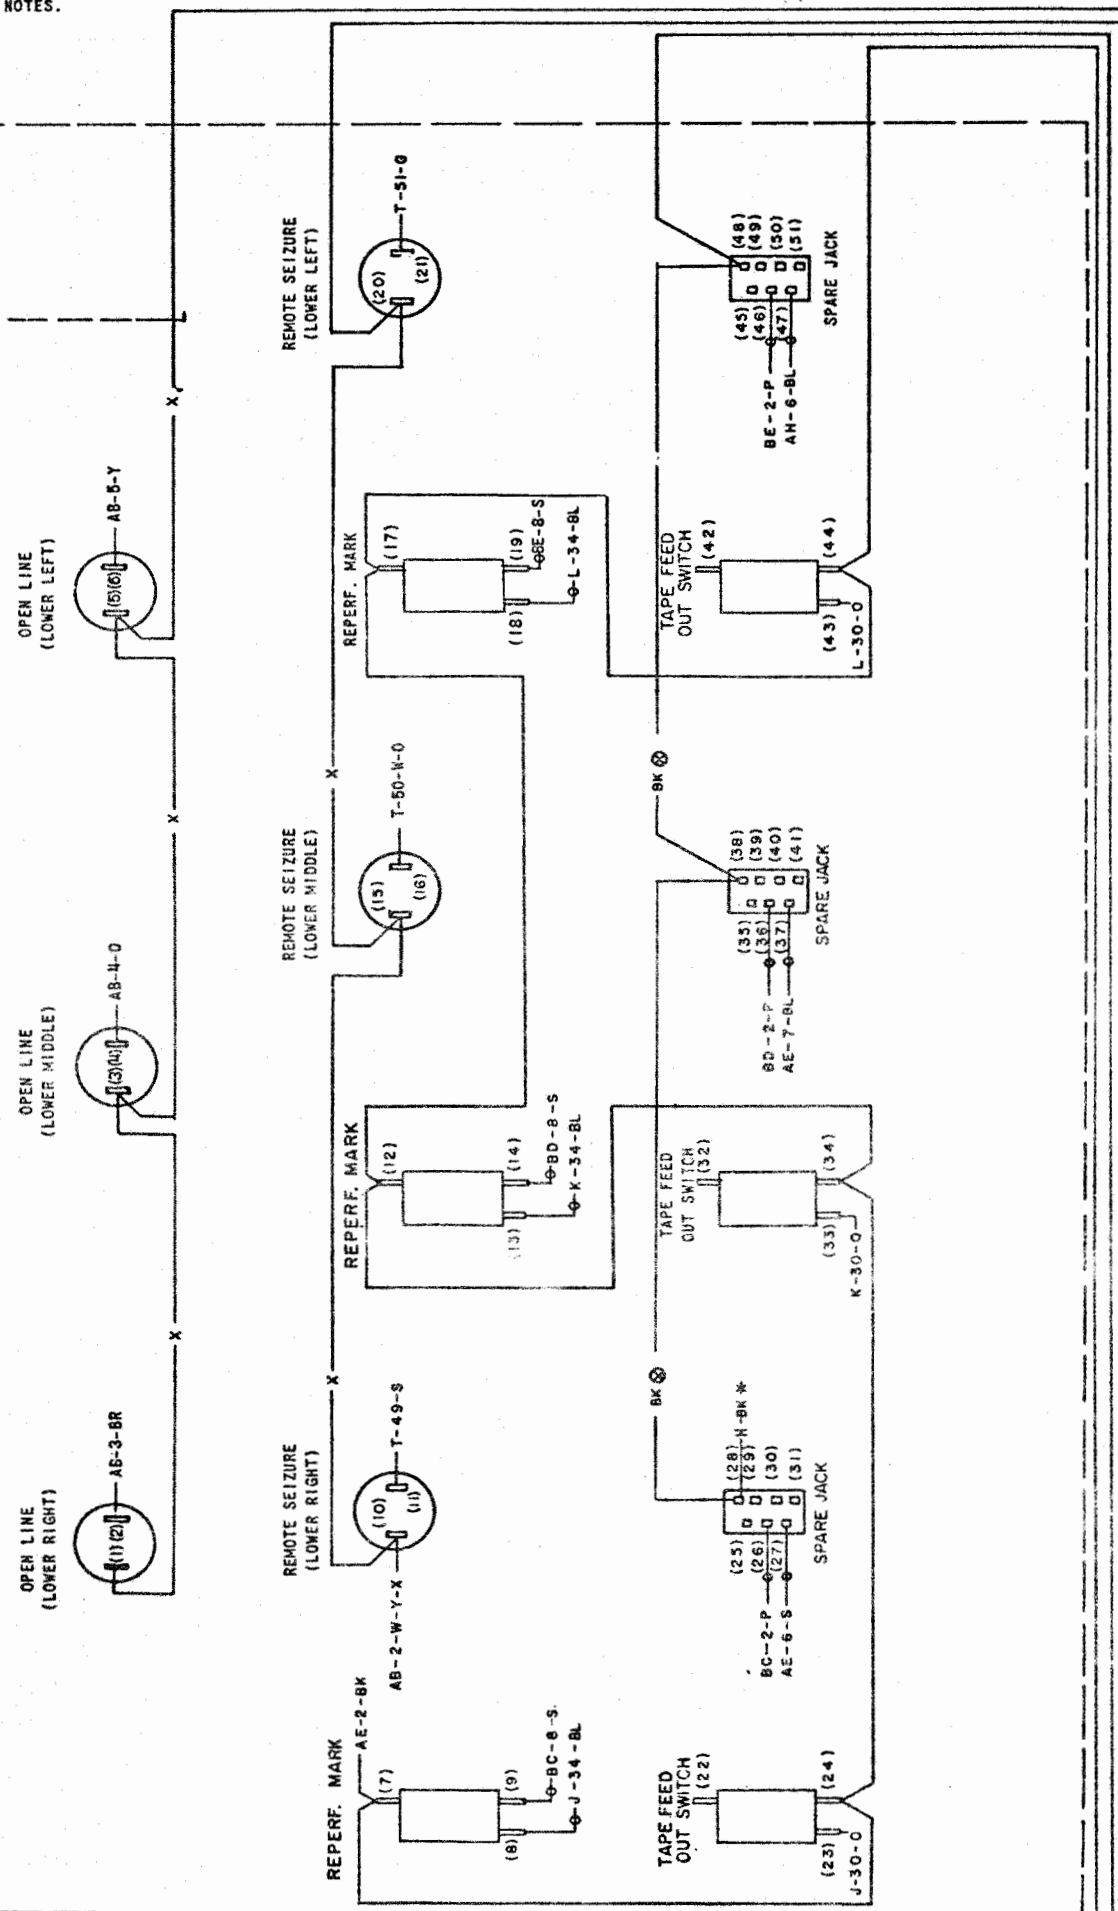 NOTES.
OPEN LINE
(LOWER LEFT)
(5)(6)
AB-5-Y
X
OPEN LINE
(LOWER MIDDLE)
(3)(4)
AB-4-O
X
OPEN LINE
(LOWER RIGHT)
(1)(2)
AB-3-BR
X
REMOTE SEIZURE
(LOWER LEFT)
(20)
(21)
T-51-G
X
REMOTE SEIZURE
(LOWER MIDDLE)
(15)
(16)
T-50-W-O
X
REMOTE SEIZURE
(LOWER RIGHT)
(10)
(11)
T-49-S
AB-2-W-Y-X
REPERF. MARK
(17)
(18)
(19)
BE-8-S
L-34-BL
REPERF. MARK
(12)
(13)
(14)
BD-8-S
K-34-BL
REPERF. MARK
AE-2-BK
(7)
(8)
(9)
BC-8-S
J-34-BL
SPARE JACK
(48)
(49)
(50)
(51)
(45)
(46)
(47)
BE-2-P
AH-6-BL
TAPE FEED
OUT SWITCH
(42)
(43)
(44)
L-30-O
BK
SPARE JACK
(38)
(39)
(40)
(41)
(35)
(36)
(37)
BD-2-P
AE-7-BL
TAPE FEED
OUT SWITCH
(32)
(33)
(34)
K-30-O
BK
SPARE JACK
(28)
(29)
(30)
(31)
(25)
(26)
(27)
BC-2-P
AE-6-S
TAPE FEED
OUT SWITCH
(22)
(23)
(24)
J-30-O